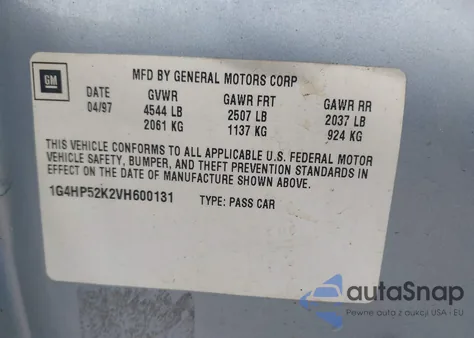 GM
MFD BY GENERAL MOTORS CORP
DATE GVWR GAWR FRT GAWR RR
04/97 4544 LB 2507 LB 2037 LB
2061 KG 1137 KG 924 KG
THIS VEHICLE CONFORMS TO ALL APPLICABLE U.S. FEDERAL MOTOR
VEHICLE SAFETY, BUMPER, AND THEFT PREVENTION STANDARDS IN
EFFECT ON THE DATE OF MANUFACTURE SHOWN ABOVE.
1G4HP52K2VH600131 TYPE: PASS CAR
autoSnap
Pewne auta z aukcji USA i EU